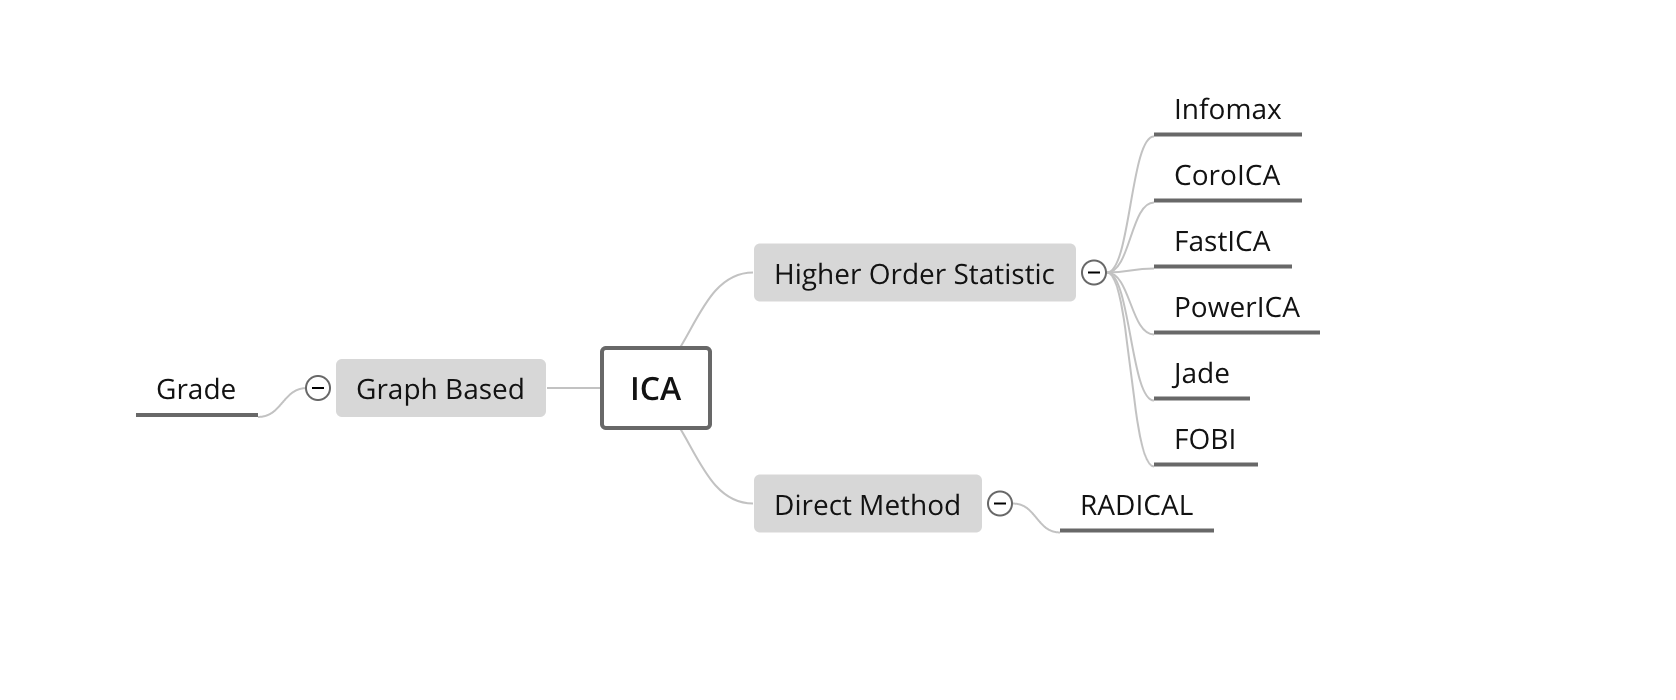 Infomax
CoroICA
FastICA
Higher Order Statistic
PowerICA
Jade
Grade
Graph Based
ICA
FOBI
Direct Method
RADICAL